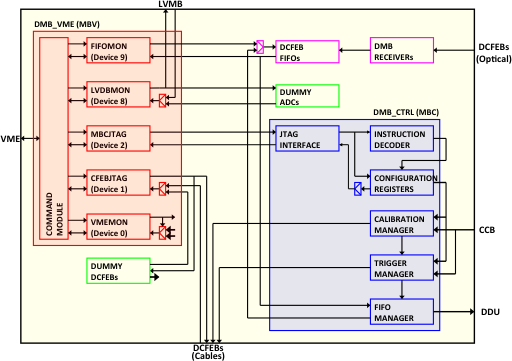 LVMB
DMB_VME (MBV)
FIFOMON
(Device 9)
DCFEB
FIFOs
DMB
RECEIVERs
DCFEBs
(Optical)
LVDBMON
(Device 8)
DUMMY
ADCs
DMB_CTRL (MBC)
VME
MBCJTAG
(Device 2)
JTAG
INTERFACE
INSTRUCTION
DECODER
CFEBJTAG
(Device 1)
CONFIGURATION
REGISTERS
COMMAND
MODULE
VMEMON
(Device 0)
CALIBRATION
MANAGER
CCB
DUMMY
DCFEBs
TRIGGER
MANAGER
FIFO
MANAGER
DDU
DCFEBs
(Cables)